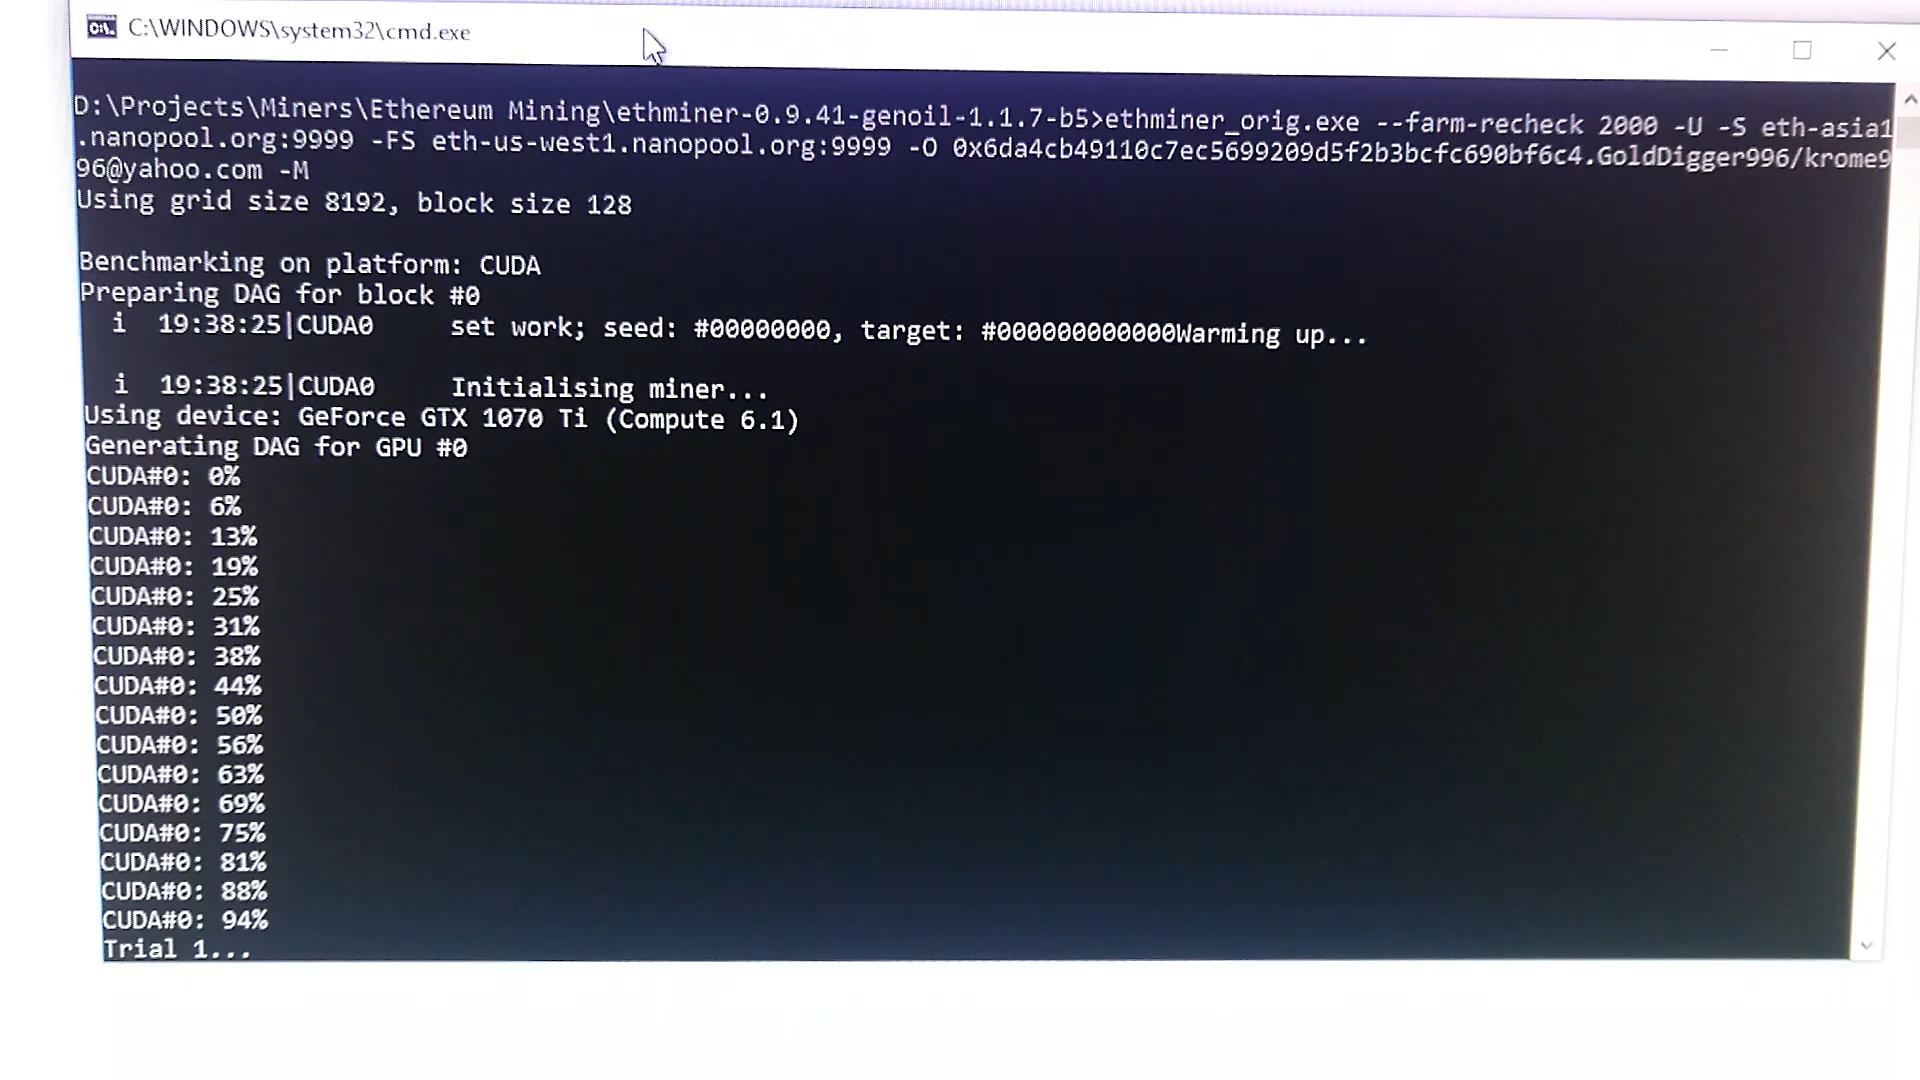 C:\WINDOWS\system32\cmd.exe
D:\Projects\Miners\Ethereum Mining\ethminer-0.9.41-genoil-1.1.7-b5>ethminer_orig.exe --farm-recheck 2000 -U -S eth-asia1
.nanopool.org:9999 -FS eth-us-west1.nanopool.org:9999 -O 0x6da4cb49110c7ec5699209d5f2b3bcfc690bf6c4.GoldDigger996/krome9
96@yahoo.com -M
Using grid size 8192, block size 128
Benchmarking on platform: CUDA
Preparing DAG for block #0
i 19:38:25|CUDA0 set work; seed: #00000000, target: #000000000000Warming up...
i 19:38:25|CUDA0 Initialising miner...
Using device: GeForce GTX 1070 Ti (Compute 6.1)
Generating DAG for GPU #0
CUDA#0: 0%
CUDA#0: 6%
CUDA#0: 13%
CUDA#0: 19%
CUDA#0: 25%
CUDA#0: 31%
CUDA#0: 38%
CUDA#0: 44%
CUDA#0: 50%
CUDA#0: 56%
CUDA#0: 63%
CUDA#0: 69%
CUDA#0: 75%
CUDA#0: 81%
CUDA#0: 88%
CUDA#0: 94%
Trial 1...